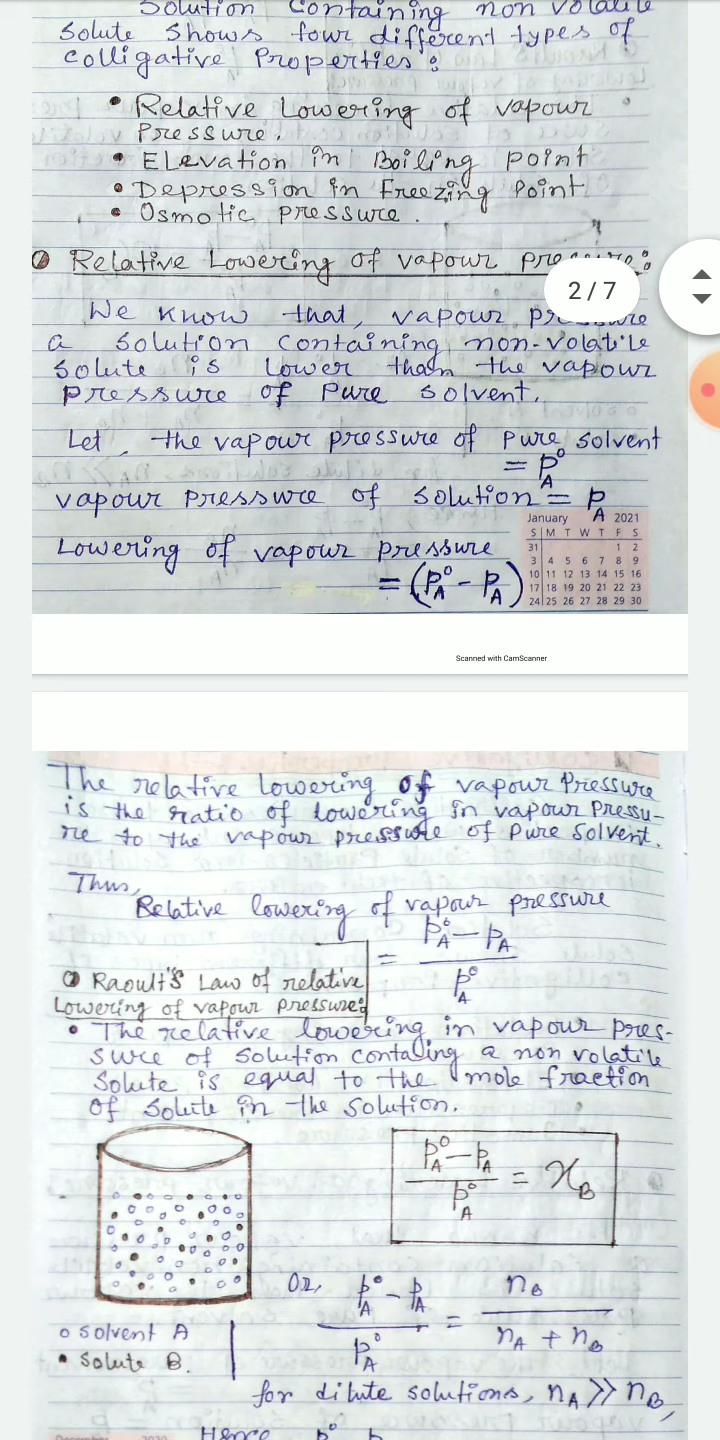 Solution Containing non volatile
Solute Shows four different types of
Colligative Properties:
• Relative Lowering of vapour
Pressure.
• Elevation in Boiling point
• Depression in Freezing Point
• Osmotic pressure.
Relative Lowering of vapour pressure:
2/7
We Know that, vapour pressure
a solution containing non-volatile
solute is lower than the vapour
pressure of Pure solvent.
Let, the vapour pressure of Pure solvent
= P°A
vapour pressure of solution = PA
Lowering of vapour pressure
= (P°A - PA)
January 2021
S M T W T F S
31 1 2
3 4 5 6 7 8 9
10 11 12 13 14 15 16
17 18 19 20 21 22 23
24 25 26 27 28 29 30
Scanned with CamScanner
The relative lowering of vapour Pressure
is the ratio of lowering in vapour Pressu-
re to the vapour pressure of Pure Solvent.
Thus,
Relative lowering of vapour pressure
= P°A - PA / P°A
Raoult's Law of relative
Lowering of vapour pressure:
• The relative lowering in vapour pres-
sure of solution contaling a non volatile
Solute is equal to the mole fraction
of Solute in the Solution.
P°A - PA / P°A = xB
Or, P°A - PA / P°A = nB / nA + nB
o solvent A
• Solute B.
for dilute solutions, nA >> nB,
Hence